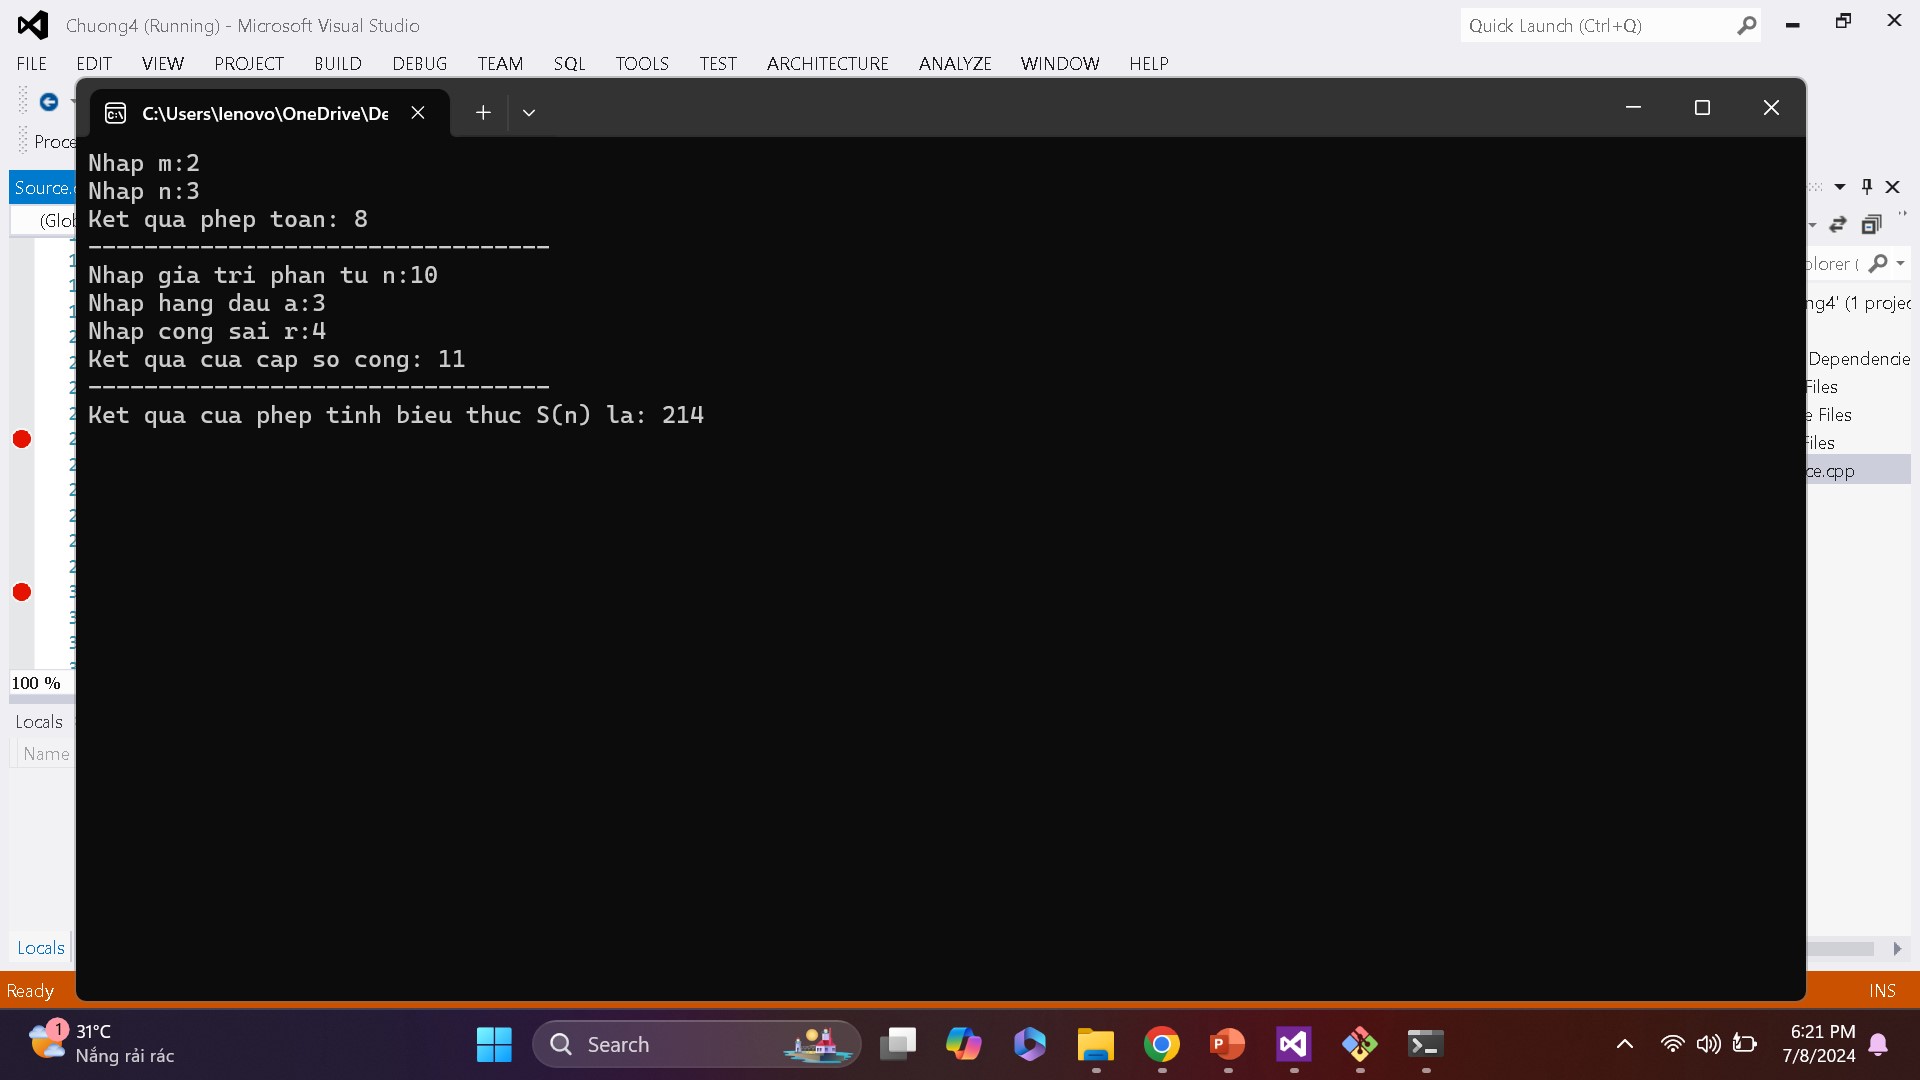 Chuong4 (Running) - Microsoft Visual Studio
Quick Launch (Ctrl+Q)
FILE EDIT VIEW PROJECT BUILD DEBUG TEAM SQL TOOLS TEST ARCHITECTURE ANALYZE WINDOW HELP
C:\Users\lenovo\OneDrive\De
Proce
Source.
(Glob
Nhap m:2
Nhap n:3
Ket qua phep toan: 8
---------------------------------
Nhap gia tri phan tu n:10
Nhap hang dau a:3
Nhap cong sai r:4
Ket qua cua cap so cong: 11
---------------------------------
Ket qua cua phep tinh bieu thuc S(n) la: 214
plorer (
ng4' (1 projec
Dependencie
Files
e Files
Files
ce.cpp
100 %
Locals
Name
Locals
Ready
INS
1
31°C
Nắng rải rác
Search
6:21 PM
7/8/2024